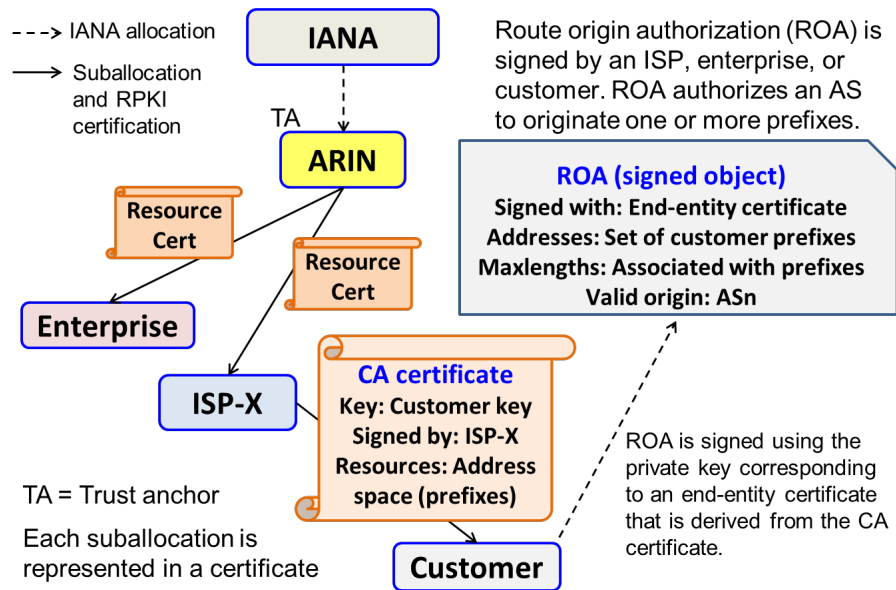 IANA allocation
Suballocation
and RPKI
certification
IANA
TA
ARIN
Resource
Cert
Resource
Cert
Enterprise
ISP-X
CA certificate
Key: Customer key
Signed by: ISP-X
Resources: Address
space (prefixes)
Customer
TA = Trust anchor
Each suballocation is
represented in a certificate
Route origin authorization (ROA) is
signed by an ISP, enterprise, or
customer. ROA authorizes an AS
to originate one or more prefixes.
ROA (signed object)
Signed with: End-entity certificate
Addresses: Set of customer prefixes
Maxlengths: Associated with prefixes
Valid origin: ASn
ROA is signed using the
private key corresponding
to an end-entity certificate
that is derived from the CA
certificate.